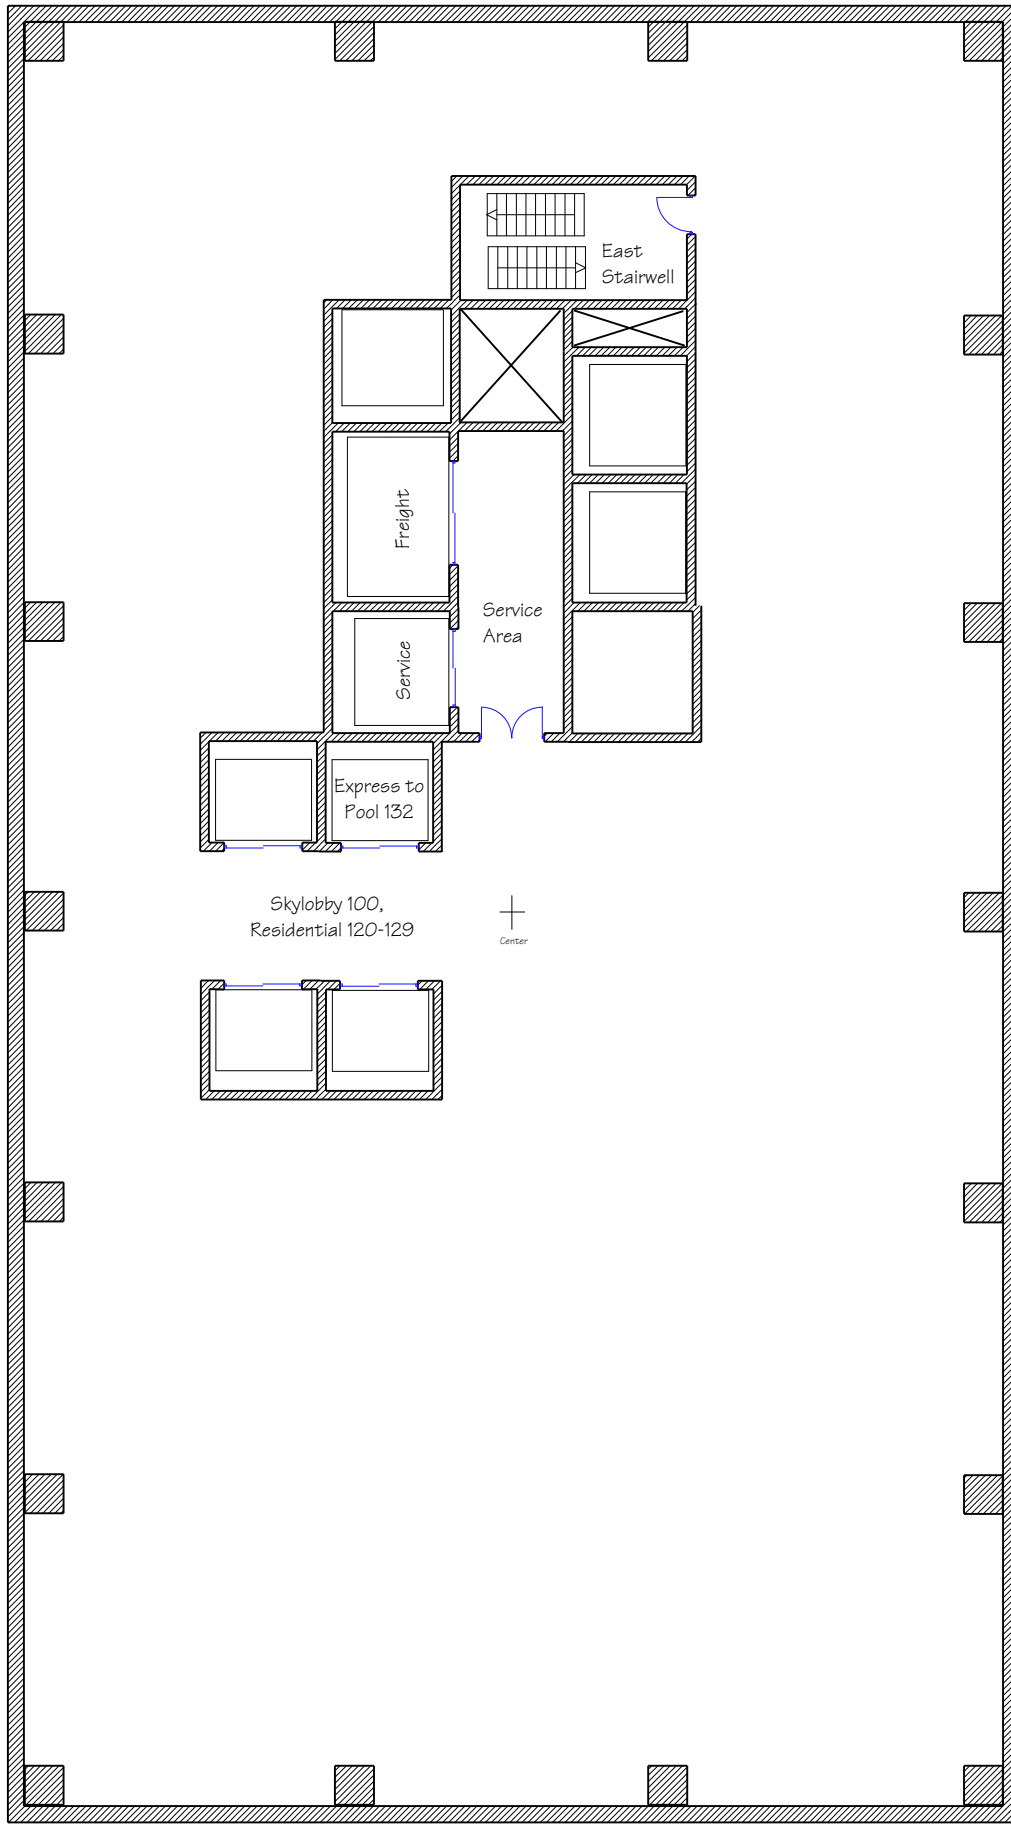 East
Stairwell
Freight
Service
Area
Service
Express to
Pool 132
Skylobby 100,
Residential 120-129
Center